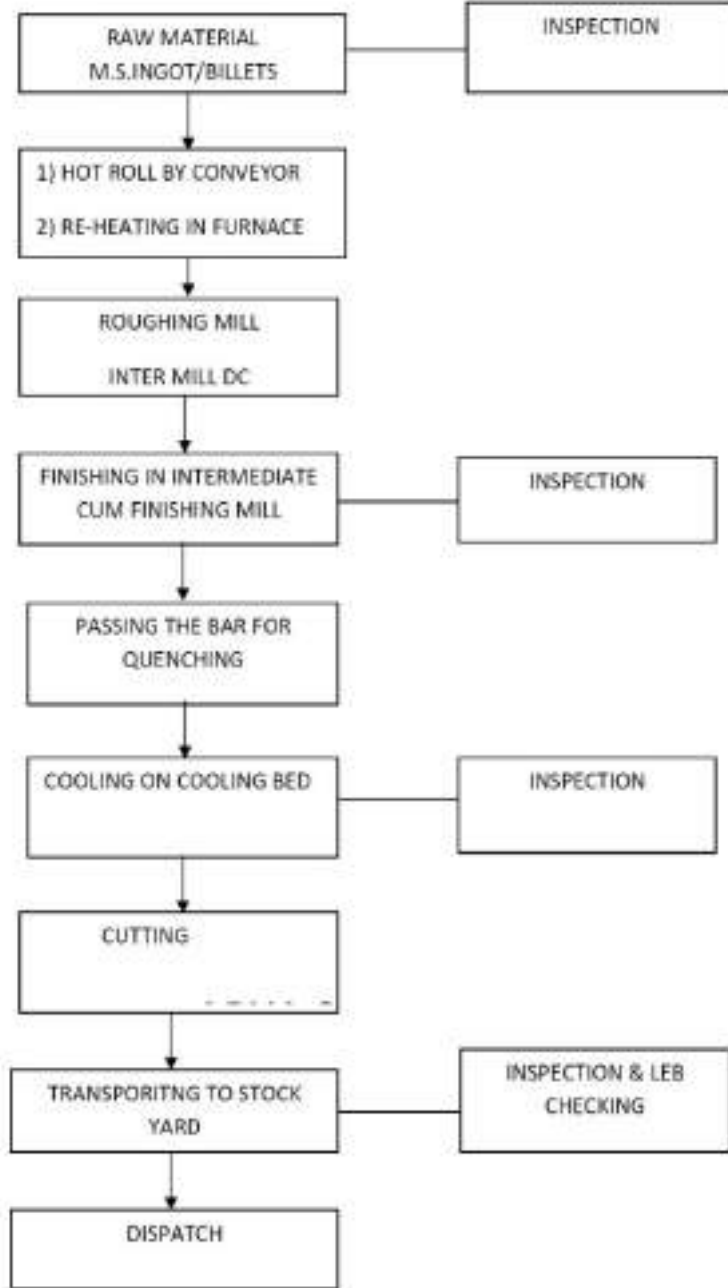 RAW MATERIAL
M.S.INGOT/BILLETS
INSPECTION
1) HOT ROLL BY CONVEYOR
2) RE-HEATING IN FURNACE
ROUGHING MILL
INTER MILL DC
FINISHING IN INTERMEDIATE
CUM FINISHING MILL
INSPECTION
PASSING THE BAR FOR
QUENCHING
COOLING ON COOLING BED
INSPECTION
CUTTING
TRANSPORITNG TO STOCK
YARD
INSPECTION & LEB
CHECKING
DISPATCH